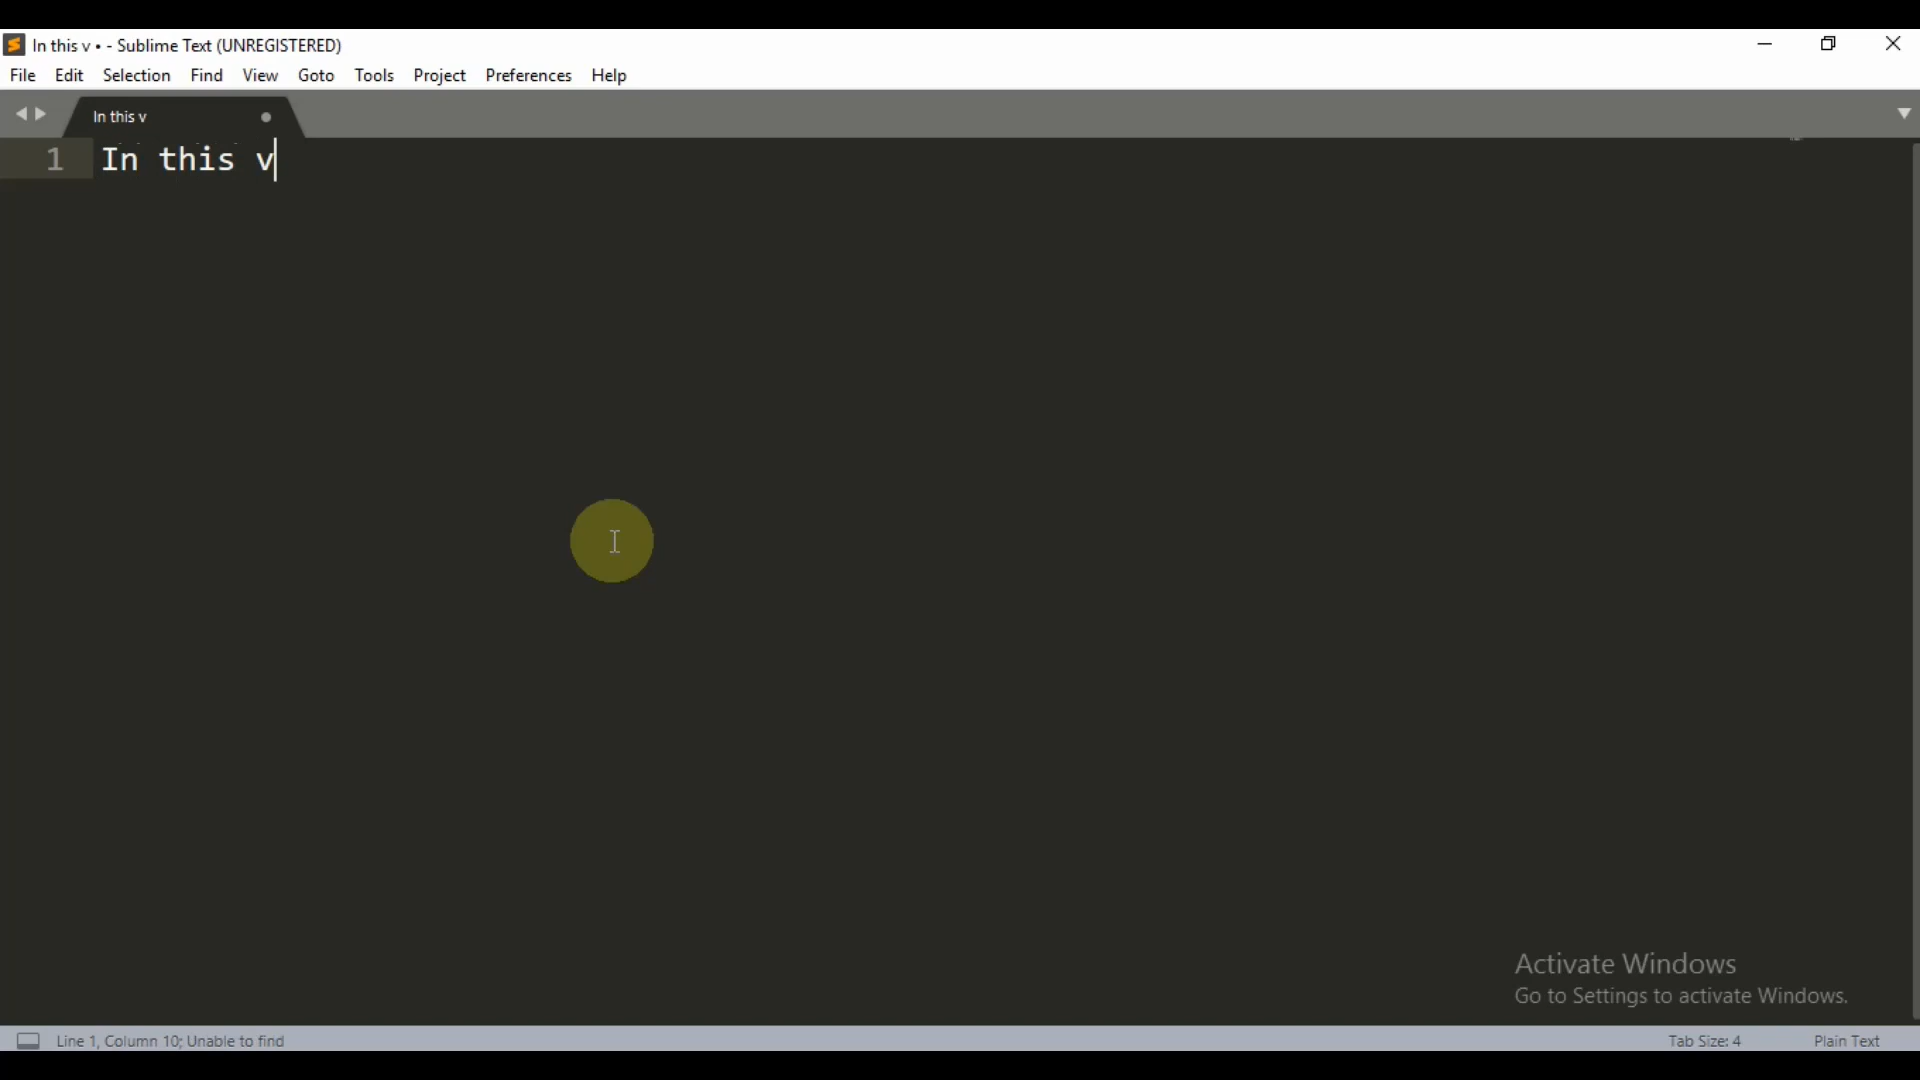 In this v • - Sublime Text (UNREGISTERED)
File Edit Selection Find View Goto Tools Project Preferences Help
In this v
1 In this v
Activate Windows
Go to Settings to activate Windows.
Line 1, Column 10; Unable to find Tab Size: 4 Plain Text